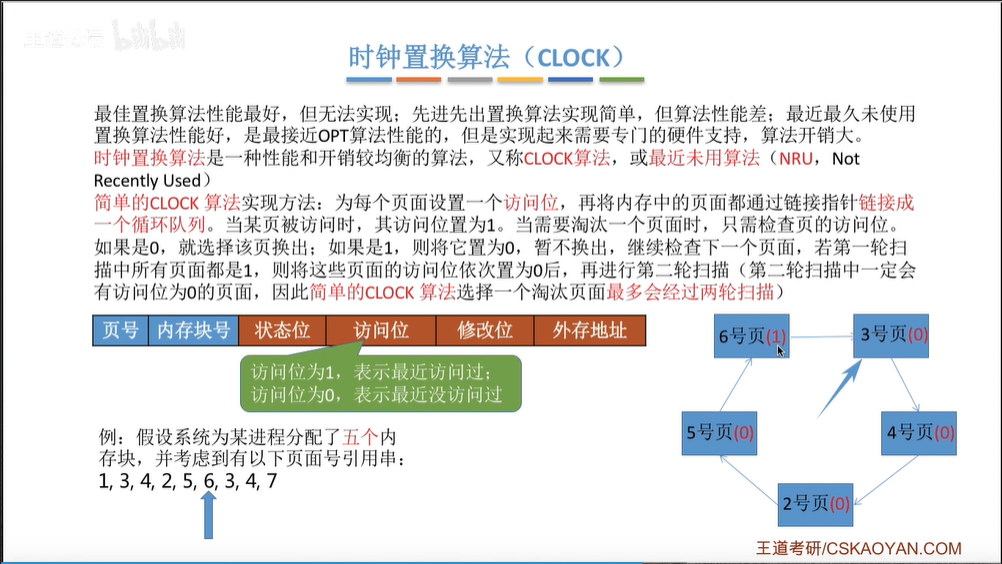 王道考研 bilibili
时钟置换算法（CLOCK）
最佳置换算法性能最好，但无法实现；先进先出置换算法实现简单，但算法性能差；最近最久未使用
置换算法性能好，是最接近OPT算法性能的，但是实现起来需要专门的硬件支持，算法开销大。
时钟置换算法是一种性能和开销较均衡的算法，又称CLOCK算法，或最近未用算法（NRU，Not
Recently Used）
简单的CLOCK 算法实现方法：为每个页面设置一个访问位，再将内存中的页面都通过链接指针链接成
一个循环队列。当某页被访问时，其访问位置为1。当需要淘汰一个页面时，只需检查页的访问位。
如果是0，就选择该页换出；如果是1，则将它置为0，暂不换出，继续检查下一个页面，若第一轮扫
描中所有页面都是1，则将这些页面的访问位依次置为0后，再进行第二轮扫描（第二轮扫描中一定会
有访问位为0的页面，因此简单的CLOCK 算法选择一个淘汰页面最多会经过两轮扫描）
页号 内存块号 状态位 访问位 修改位 外存地址
访问位为1，表示最近访问过；
访问位为0，表示最近没访问过
例：假设系统为某进程分配了五个内
存块，并考虑到有以下页面号引用串：
1, 3, 4, 2, 5, 6, 3, 4, 7
6号页(1)
3号页(0)
5号页(0)
4号页(0)
2号页(0)
王道考研/CSKAOYAN.COM